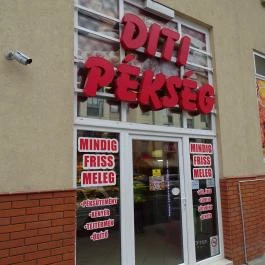 DITI
PÉKSÉG
MINDIG
FRISS
MELEG
•PÉKSÜTEMÉNY
•KENYÉR
•TEJTERMÉK
•ÜDÍTŐ
MINDIG
FRISS
MELEG